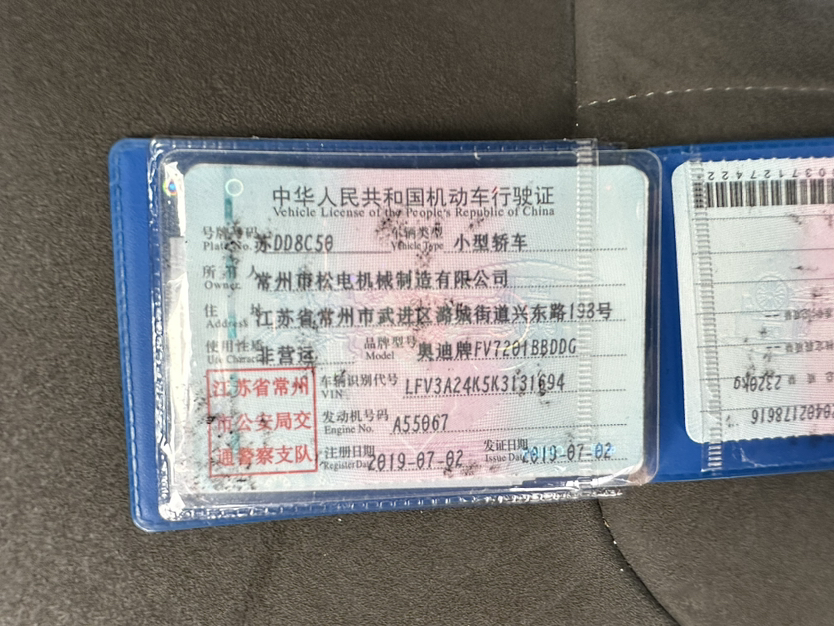 中华人民共和国机动车行驶证
Vehicle License of the People's Republic of China
号牌号码 苏DD8C50 车辆类型 小型轿车
Plate No. Vehicle Type
所有人 常州市松电机械制造有限公司
Owner
住址 江苏省常州市武进区潞城街道兴东路193号
Address
使用性质 非营运 品牌型号 奥迪牌FV7201BBDDG
Use Character Model
江苏省常州
市公安局交
通警察支队
车辆识别代号 LFV3A24K5K3131694
VIN
发动机号码 A55067
Engine No.
注册日期 2019-07-02 发证日期 2019-07-02
Register Date Issue Date
2320kg